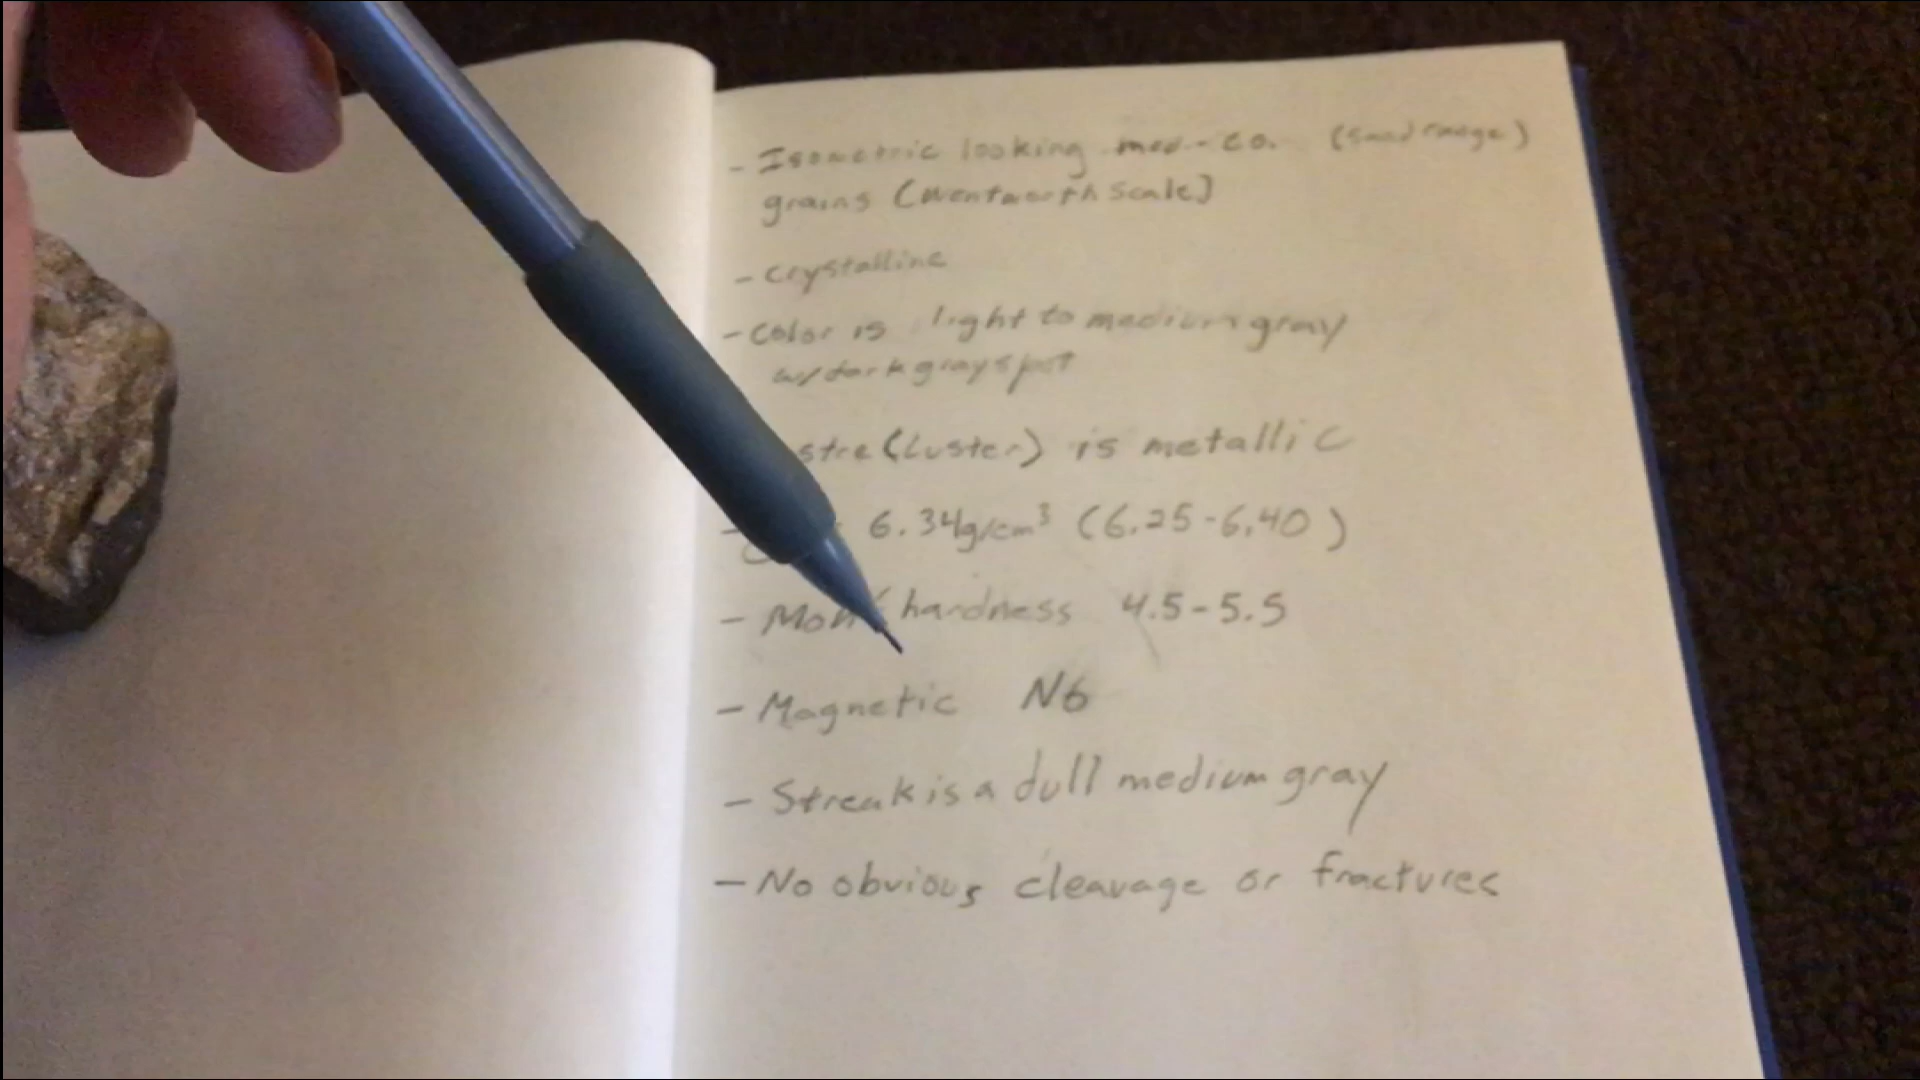 - Isometric looking med-co. (sand range)
grains (Wentworth Scale)
- Crystalline
- Color is light to medium gray
w/dark gray spot
stre (Luster) is metallic
- 6.34g/cm³ (6.25-6.40)
- Moh's hardness 4.5-5.5
- Magnetic N6
- Streak is a dull medium gray
- No obvious cleavage or fractures